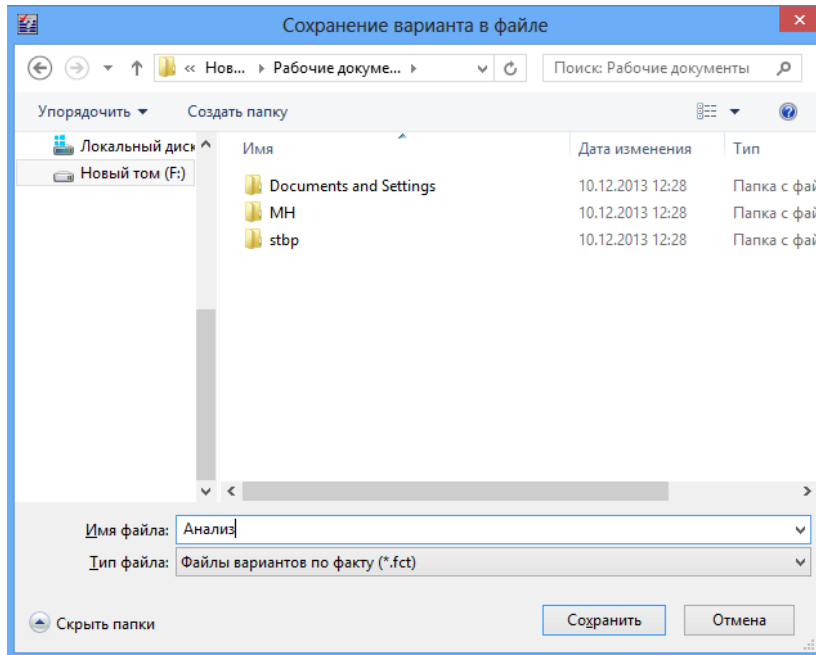 Сохранение варианта в файле
« Нов... Рабочие докуме... Поиск: Рабочие документы
Упорядочить Создать папку
Локальный диск Имя Дата изменения Тип
Новый том (F:)
Documents and Settings 10.12.2013 12:28 Папка с фай
MH 10.12.2013 12:28 Папка с фай
stbp 10.12.2013 12:28 Папка с фай
Имя файла: Анализ
Тип файла: Файлы вариантов по факту (*.fct)
Скрыть папки Сохранить Отмена